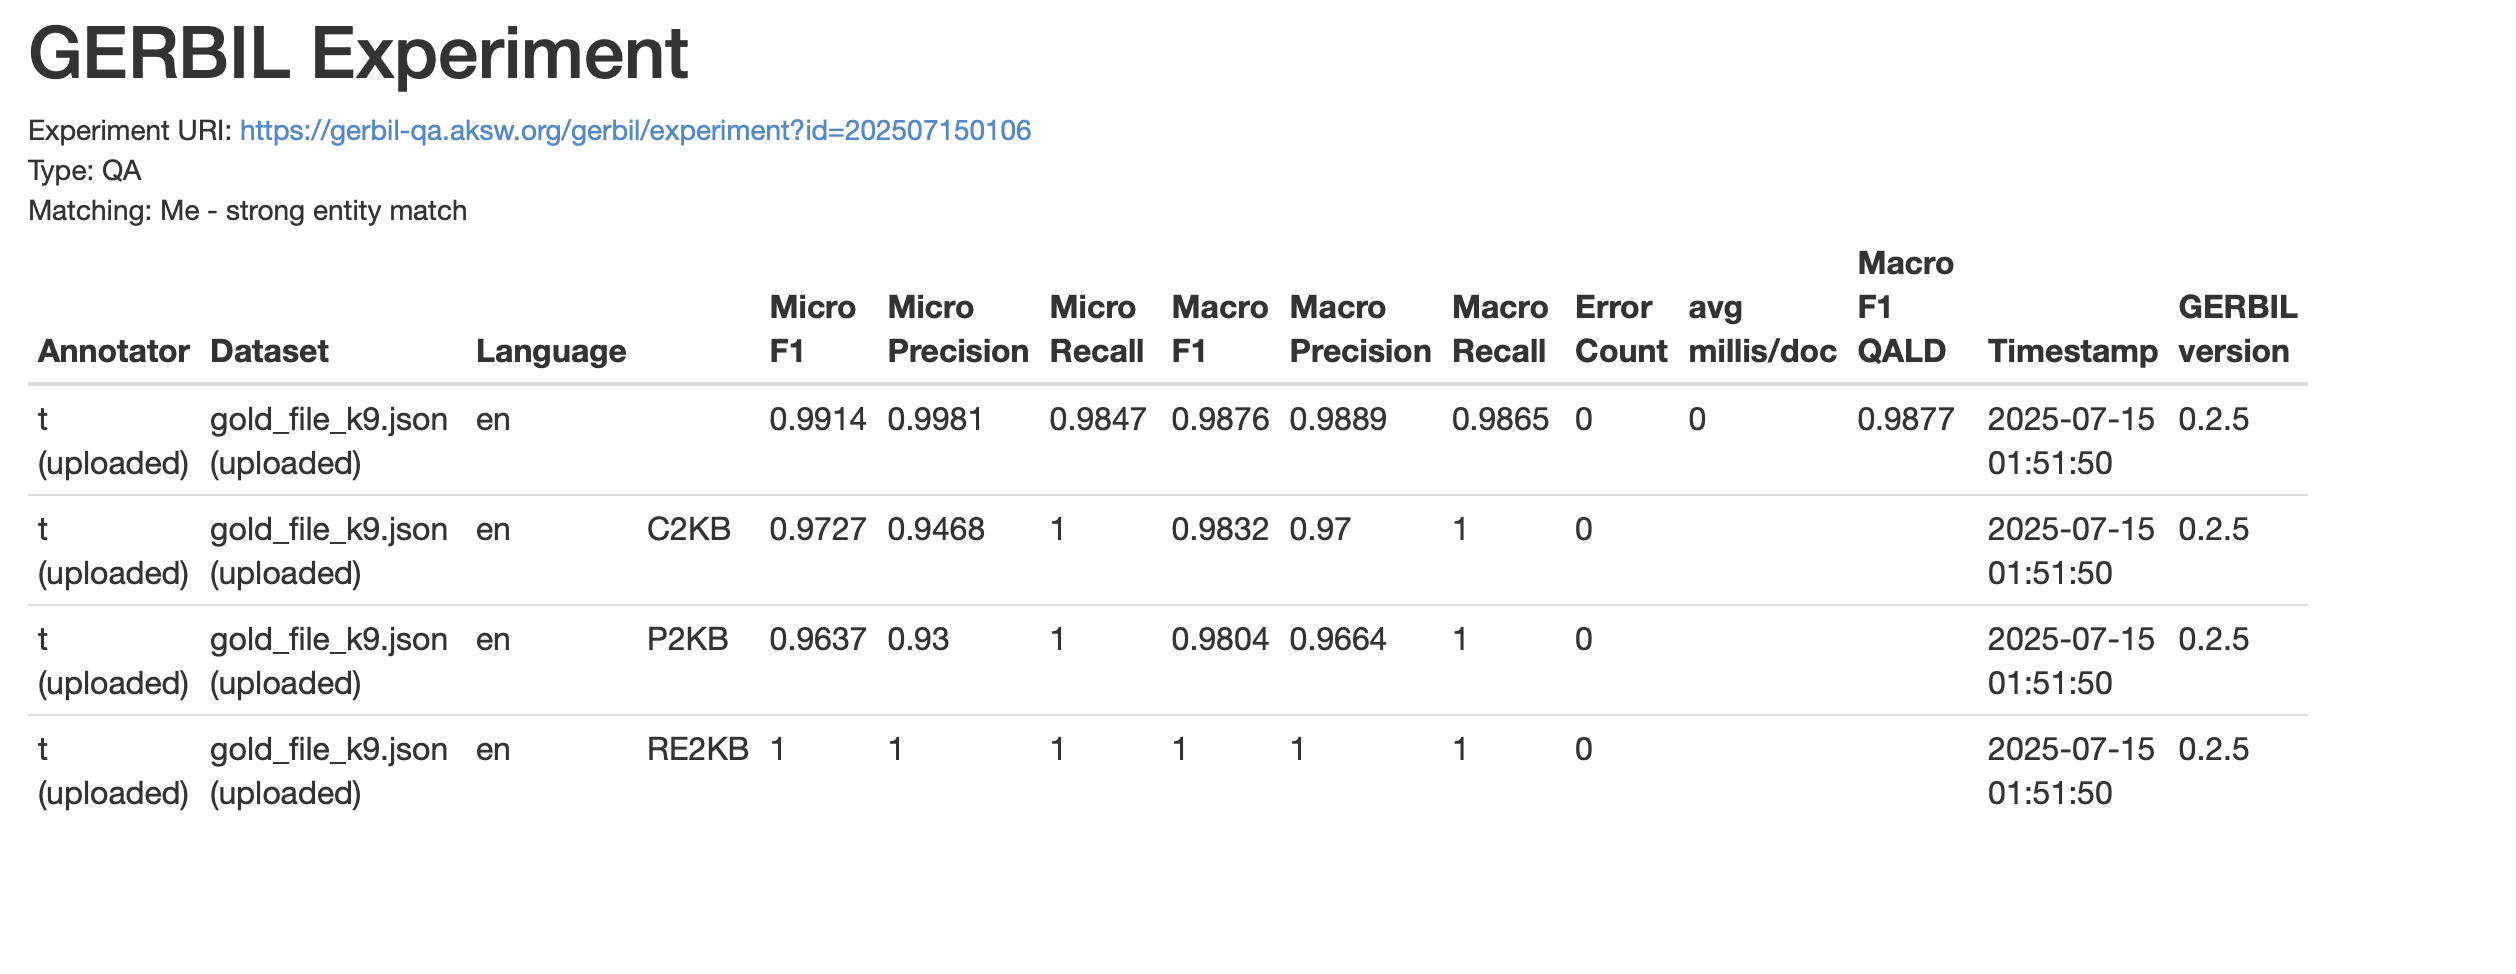 GERBIL Experiment
Experiment URI: https://gerbil-qa.aksw.org/gerbil/experiment?id=202507150106
Type: QA
Matching: Me - strong entity match
Annotator Dataset Language Micro F1 Micro Precision Micro Recall Macro F1 Macro Precision Macro Recall Error Count avg millis/doc Macro F1 QALD Timestamp GERBIL version
t (uploaded) gold_file_k9.json (uploaded) en 0.9914 0.9981 0.9847 0.9876 0.9889 0.9865 0 0 0.9877 2025-07-15 01:51:50 0.2.5
t (uploaded) gold_file_k9.json (uploaded) en C2KB 0.9727 0.9468 1 0.9832 0.97 1 0 2025-07-15 01:51:50 0.2.5
t (uploaded) gold_file_k9.json (uploaded) en P2KB 0.9637 0.93 1 0.9804 0.9664 1 0 2025-07-15 01:51:50 0.2.5
t (uploaded) gold_file_k9.json (uploaded) en RE2KB 1 1 1 1 1 1 0 2025-07-15 01:51:50 0.2.5